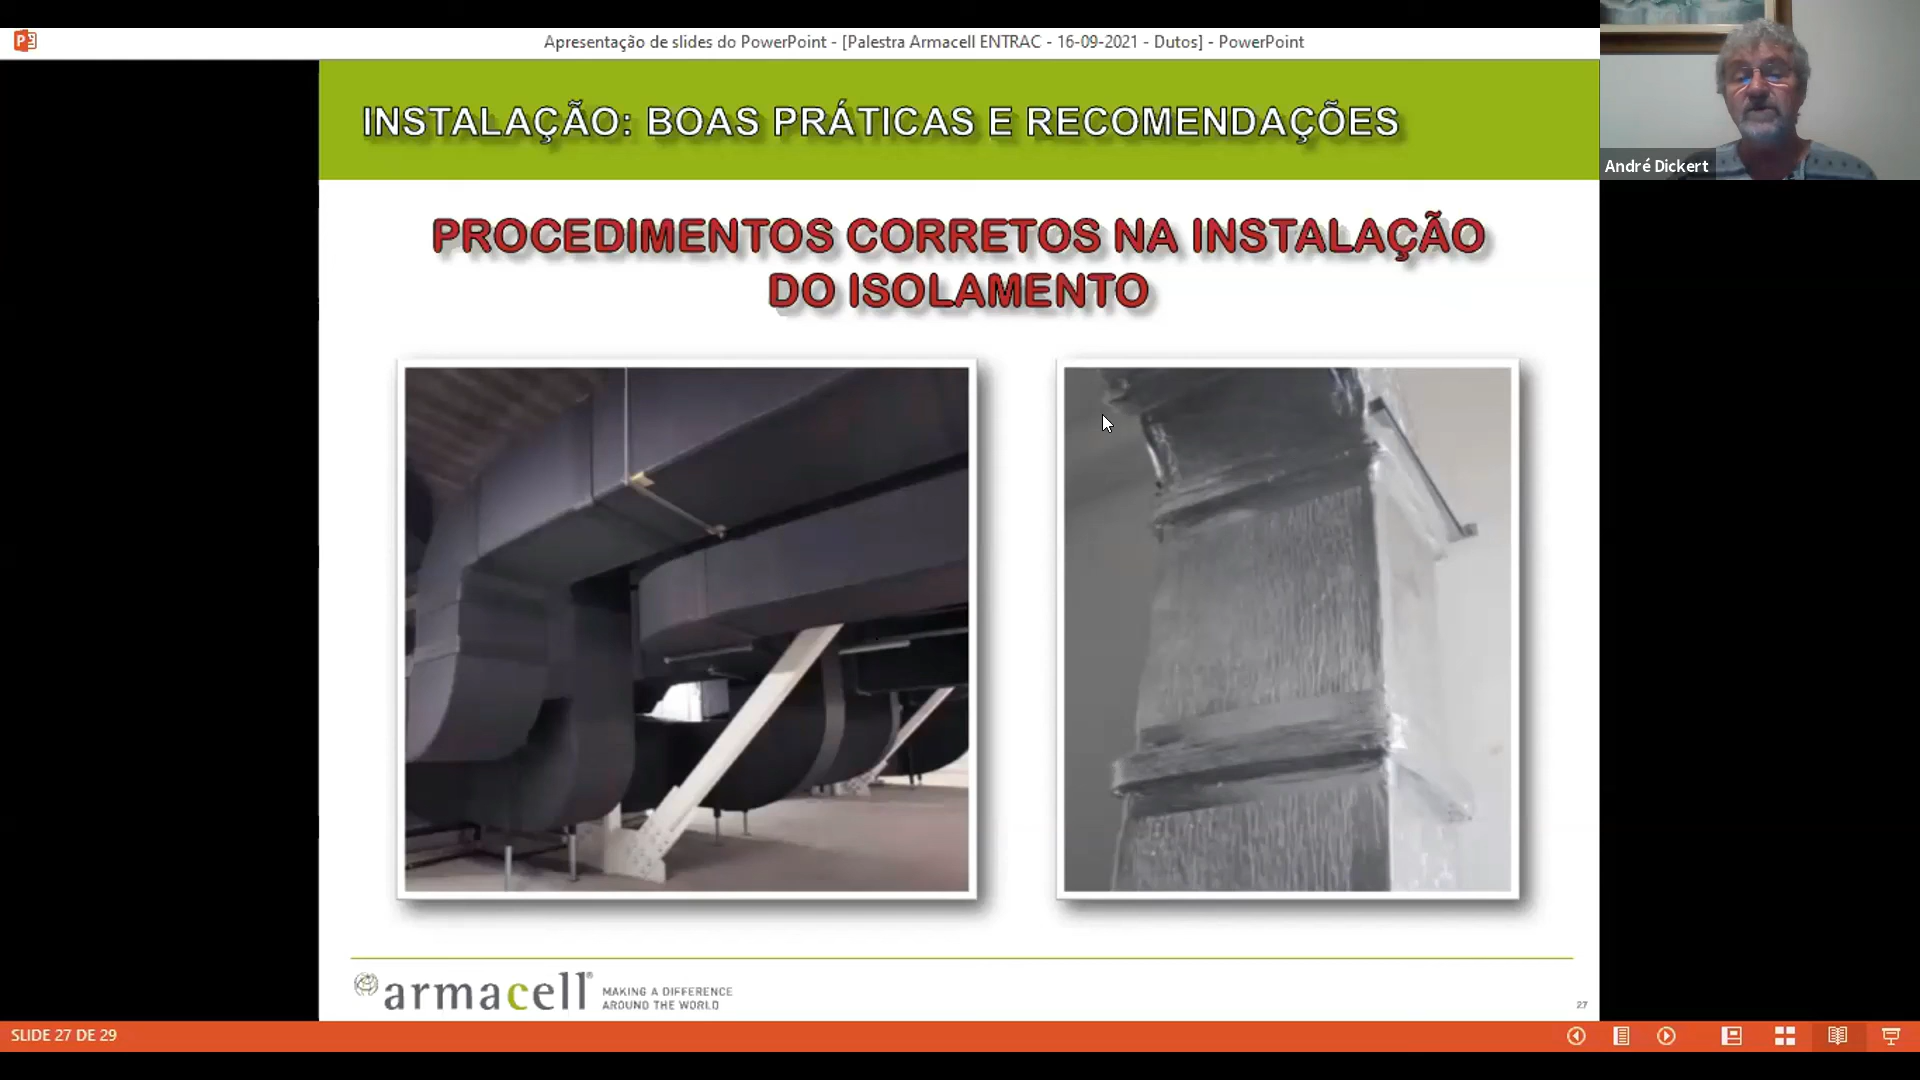 Apresentação de slides do PowerPoint - [Palestra Armacell ENTRAC - 16-09-2021 - Dutos] - PowerPoint
INSTALAÇÃO: BOAS PRÁTICAS E RECOMENDAÇÕES
André Dickert
PROCEDIMENTOS CORRETOS NA INSTALAÇÃO
DO ISOLAMENTO
armacell®
MAKING A DIFFERENCE
AROUND THE WORLD
27
SLIDE 27 DE 29